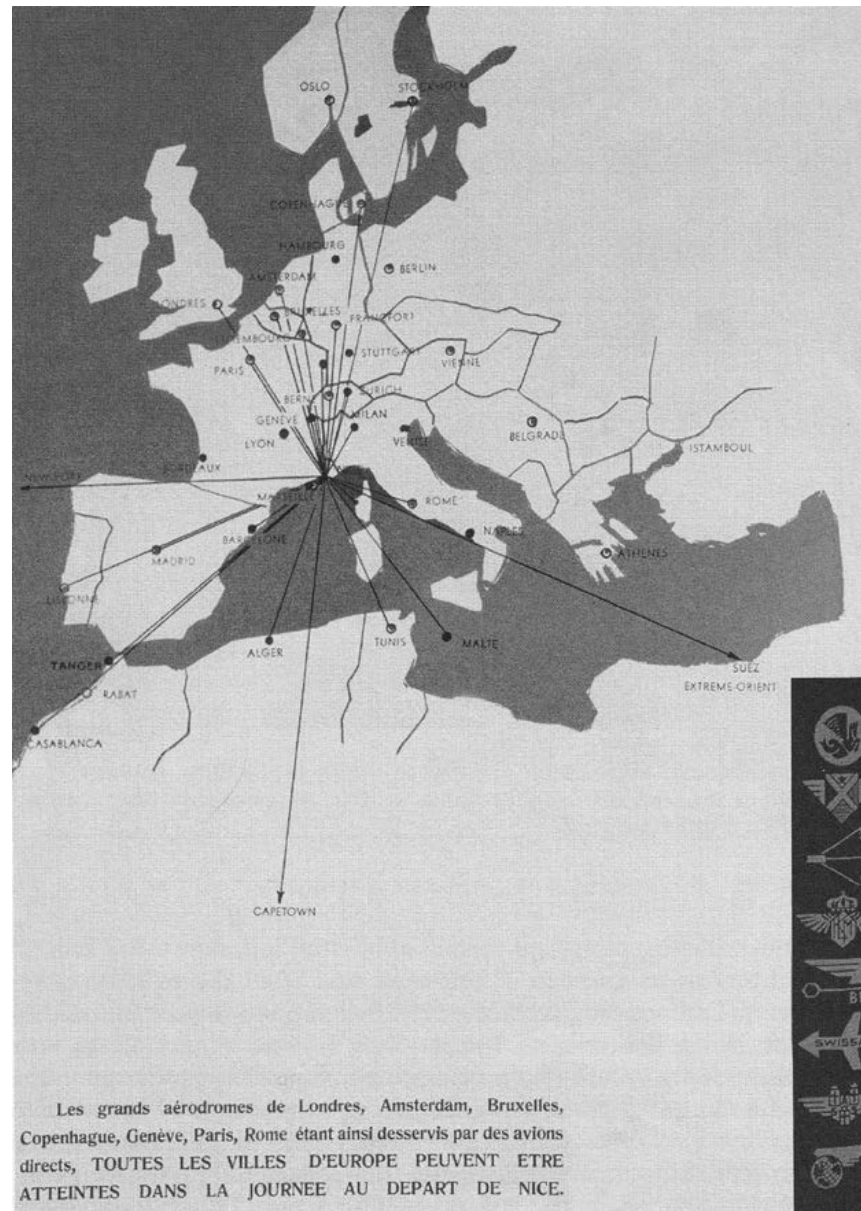 OSLO
STOCKHOLM
COPENHAGUE
HAMBOURG
BERLIN
AMSTERDAM
LONDRES
BRUXELLES
FRANCFORT
LUXEMBOURG
STUTTGART
VIENNE
PARIS
BERNE
ZURICH
GENÈVE
MILAN
LYON
VENISE
BELGRADE
ISTAMBOUL
BORDEAUX
NEW-YORK
MARSEILLE
ROME
BARCELONE
NAPLES
MADRID
ATHENES
LISBONNE
ALGER
TUNIS
MALTE
TANGER
SUEZ
EXTREME-ORIENT
RABAT
CASABLANCA
CAPETOWN
KLM
SWISSA
Les grands aérodromes de Londres, Amsterdam, Bruxelles,
Copenhague, Genève, Paris, Rome étant ainsi desservis par des avions
directs, TOUTES LES VILLES D'EUROPE PEUVENT ETRE
ATTEINTES DANS LA JOURNEE AU DEPART DE NICE.